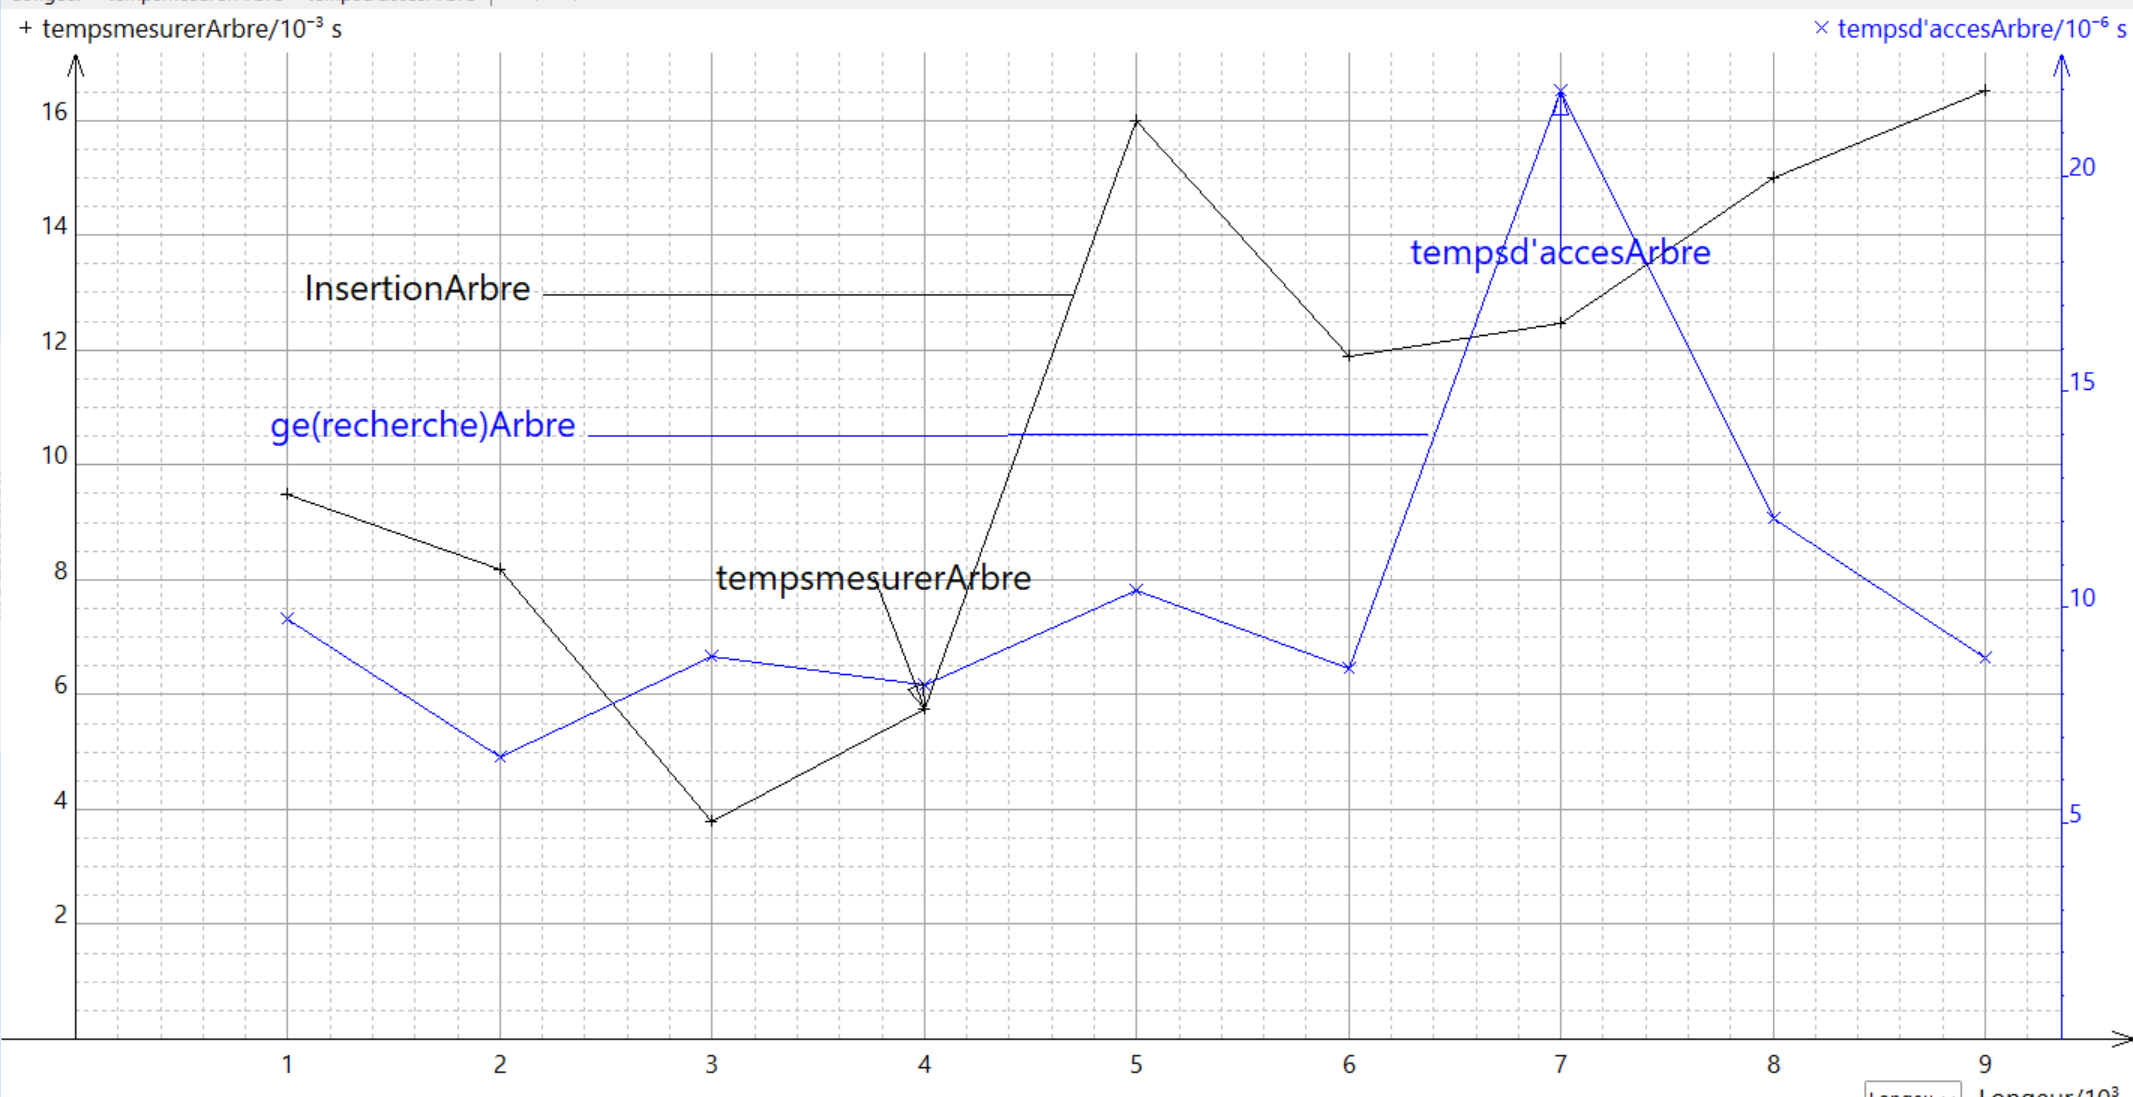 tempsmesurerArbre/10⁻³ s
tempsd'accesArbre/10⁻⁶ s
16
14
12
10
8
6
4
2
20
15
10
5
InsertionArbre
tempsd'accesArbre
ge(recherche)Arbre
tempsmesurerArbre
1 2 3 4 5 6 7 8 9
Longeur/10³